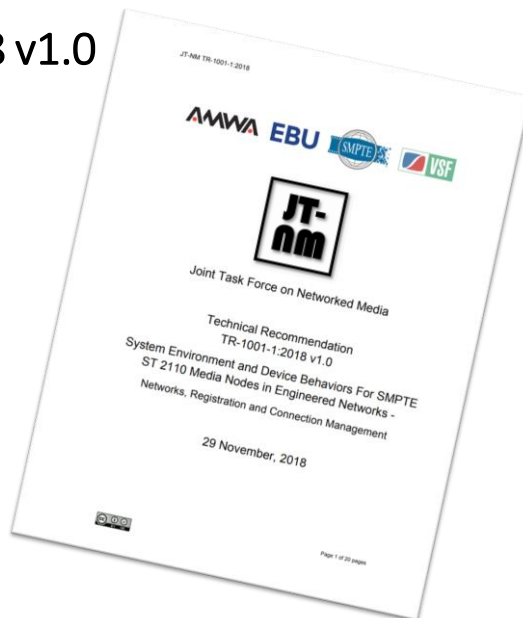 8 v1.0
JT-NM TR-1001-1:2018
AMWA EBU SMPTE VSF
JT-NM
Joint Task Force on Networked Media
Technical Recommendation
TR-1001-1:2018 v1.0
System Environment and Device Behaviors For SMPTE
ST 2110 Media Nodes in Engineered Networks -
Networks, Registration and Connection Management
29 November, 2018
Page 1 of 20 pages